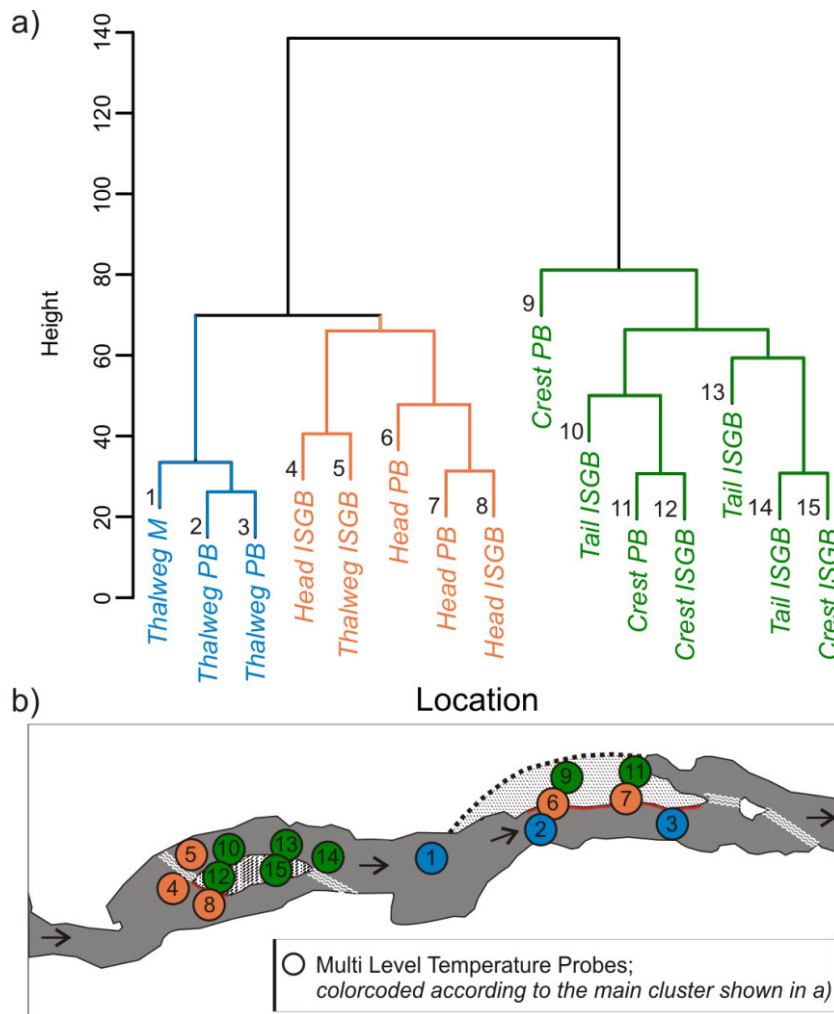 a)
140
120
100
80
60
40
20
0
Height
1
2
3
4
5
6
7
8
9
10
11
12
13
14
15
Thalweg M
Thalweg PB
Thalweg PB
Head ISGB
Thalweg ISGB
Head PB
Head PB
Head ISGB
Crest PB
Tail ISGB
Crest PB
Crest ISGB
Tail ISGB
Tail ISGB
Crest ISGB
Location
b)
9
11
6
7
2
3
5
10
13
14
1
12
15
4
8
Multi Level Temperature Probes;
colorcoded according to the main cluster shown in a)